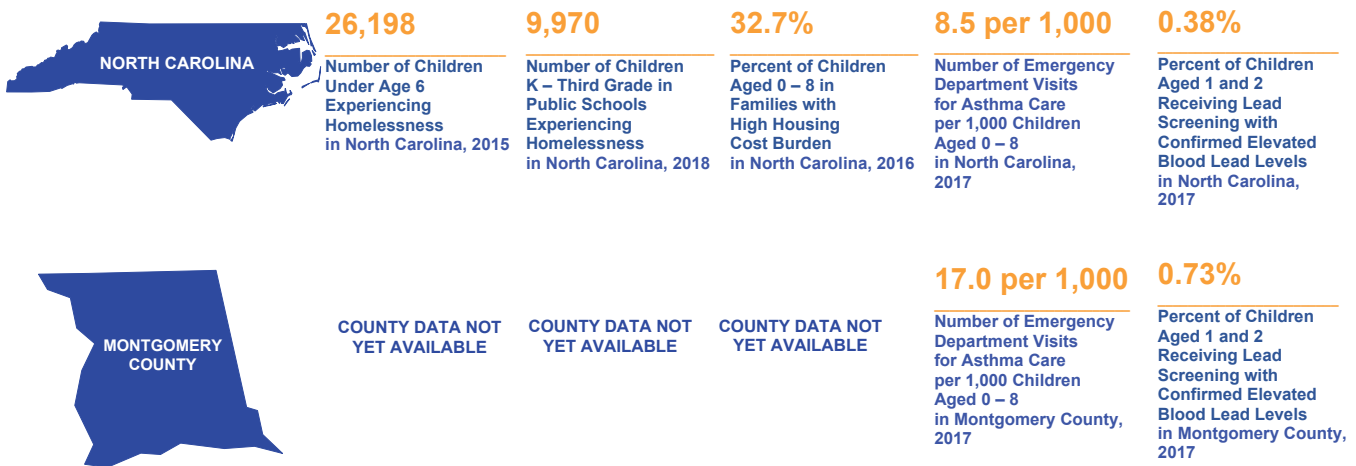 NORTH CAROLINA
26,198
Number of Children
Under Age 6
Experiencing
Homelessness
in North Carolina, 2015
9,970
Number of Children
K – Third Grade in
Public Schools
Experiencing
Homelessness
in North Carolina, 2018
32.7%
Percent of Children
Aged 0 – 8 in
Families with
High Housing
Cost Burden
in North Carolina, 2016
8.5 per 1,000
Number of Emergency
Department Visits
for Asthma Care
per 1,000 Children
Aged 0 – 8
in North Carolina,
2017
0.38%
Percent of Children
Aged 1 and 2
Receiving Lead
Screening with
Confirmed Elevated
Blood Lead Levels
in North Carolina,
2017
MONTGOMERY
COUNTY
COUNTY DATA NOT
YET AVAILABLE
COUNTY DATA NOT
YET AVAILABLE
COUNTY DATA NOT
YET AVAILABLE
17.0 per 1,000
Number of Emergency
Department Visits
for Asthma Care
per 1,000 Children
Aged 0 – 8
in Montgomery County,
2017
0.73%
Percent of Children
Aged 1 and 2
Receiving Lead
Screening with
Confirmed Elevated
Blood Lead Levels
in Montgomery County,
2017